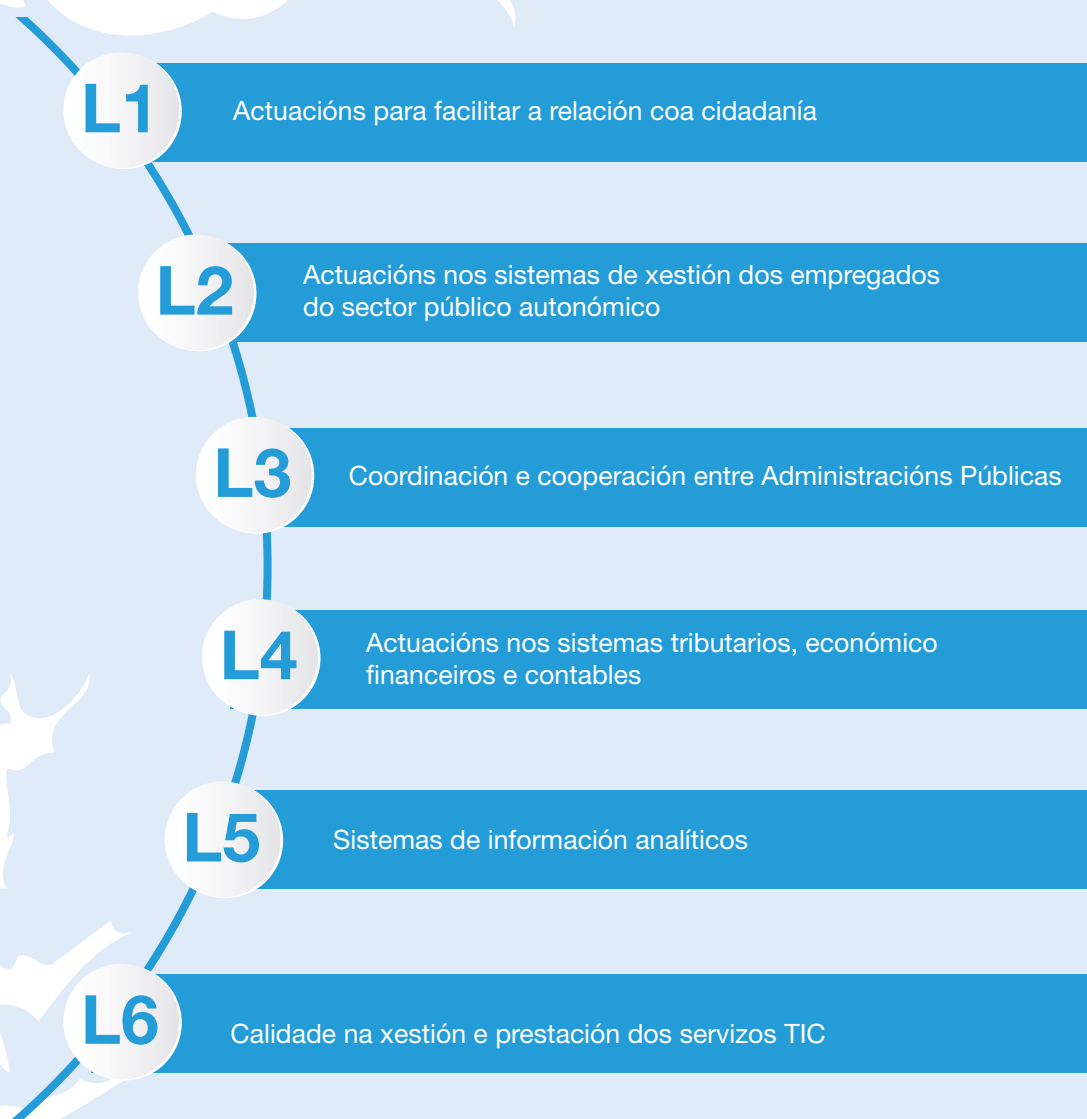 L1
Actuacións para facilitar a relación coa cidadanía
L2
Actuacións nos sistemas de xestión dos empregados
do sector público autonómico
L3
Coordinación e cooperación entre Administracións Públicas
L4
Actuacións nos sistemas tributarios, económico
financeiros e contables
L5
Sistemas de información analíticos
L6
Calidade na xestión e prestación dos servizos TIC